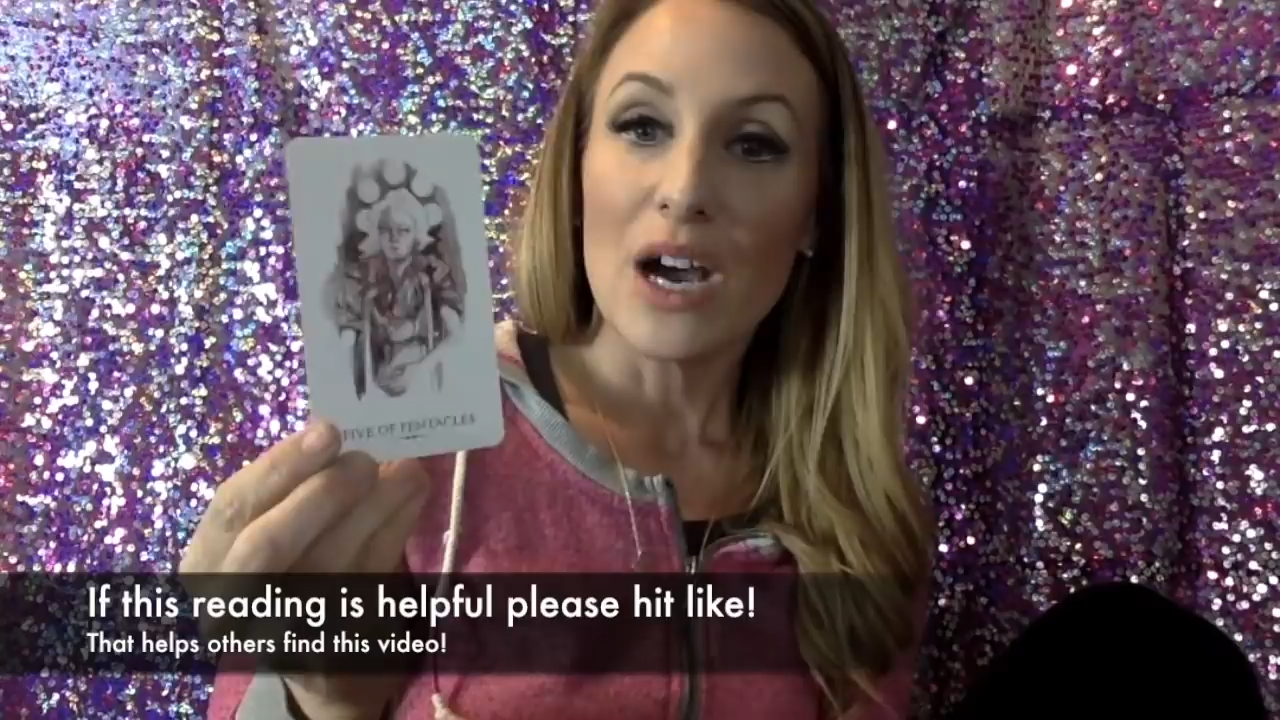 FIVE OF PENTACLES
If this reading is helpful please hit like!
That helps others find this video!